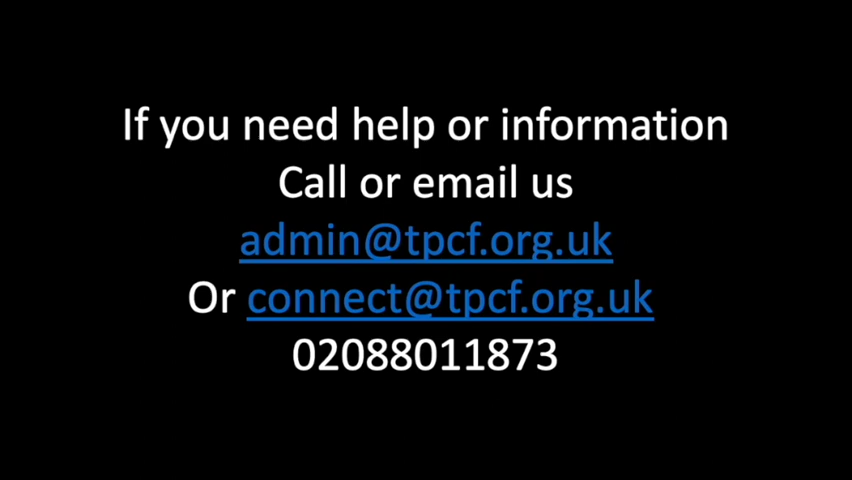 If you need help or information
Call or email us
admin@tpcf.org.uk
Or connect@tpcf.org.uk
02088011873